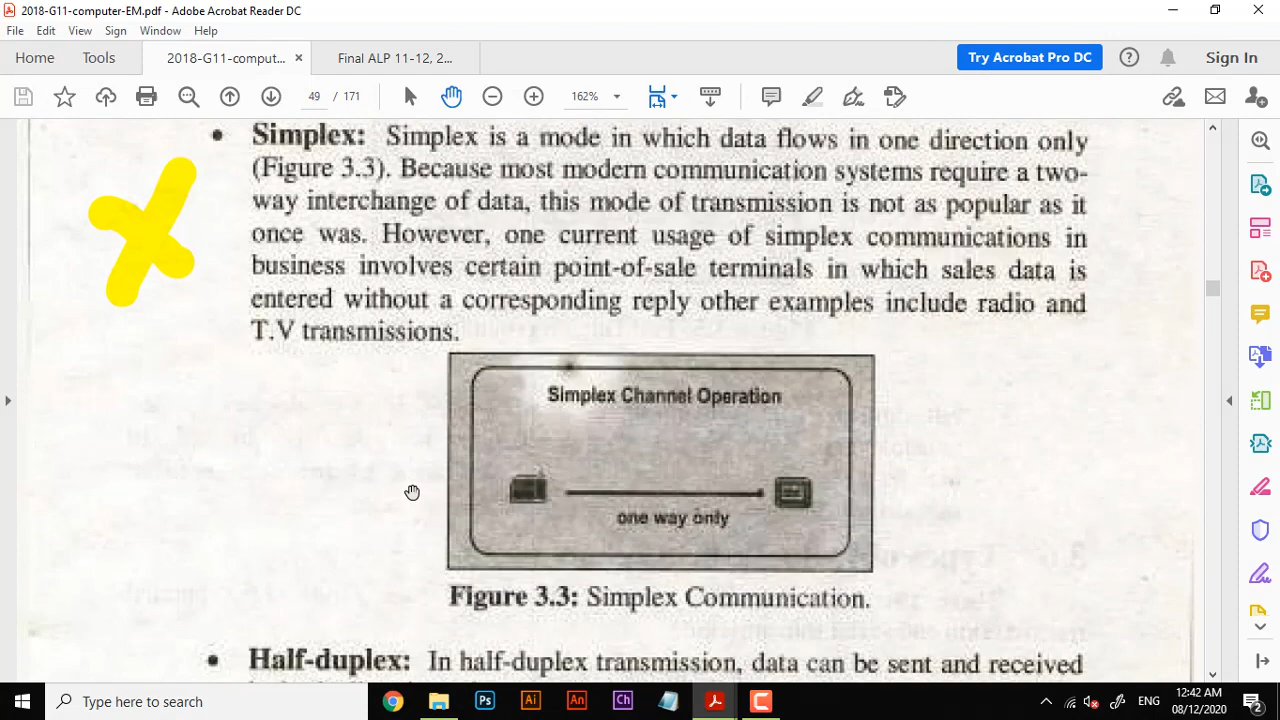 2018-G11-computer-EM.pdf - Adobe Acrobat Reader DC
File Edit View Sign Window Help
Home Tools 2018-G11-comput... × Final ALP 11-12, 2... Try Acrobat Pro DC Sign In
49 / 171 162%
• Simplex: Simplex is a mode in which data flows in one direction only
(Figure 3.3). Because most modern communication systems require a two-
way interchange of data, this mode of transmission is not as popular as it
once was. However, one current usage of simplex communications in
business involves certain point-of-sale terminals in which sales data is
entered without a corresponding reply other examples include radio and
T.V transmissions.
Simplex Channel Operation
one way only
Figure 3.3: Simplex Communication.
• Half-duplex: In half-duplex transmission, data can be sent and received
Type here to search
Ps Ai An Ch
ENG
12:42 AM
08/12/2020
2